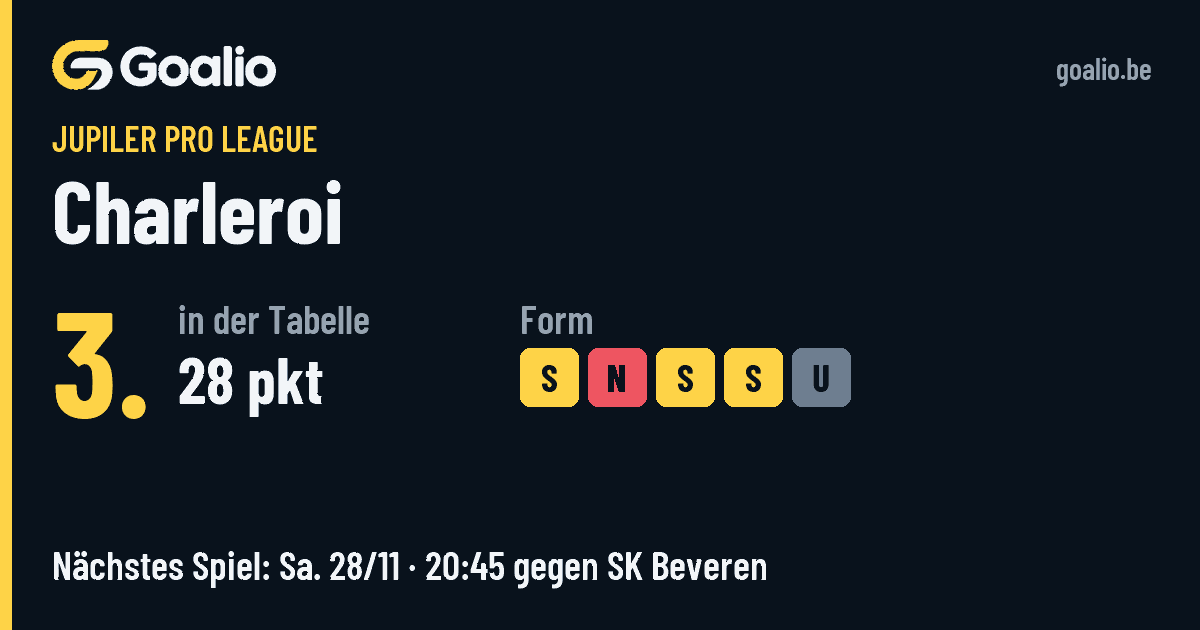 Goalio
goalio.be
JUPILER PRO LEAGUE
Charleroi
3.
in der Tabelle
28 pkt
Form
S N S S U
Nächstes Spiel: Sa. 28/11 · 20:45 gegen SK Beveren